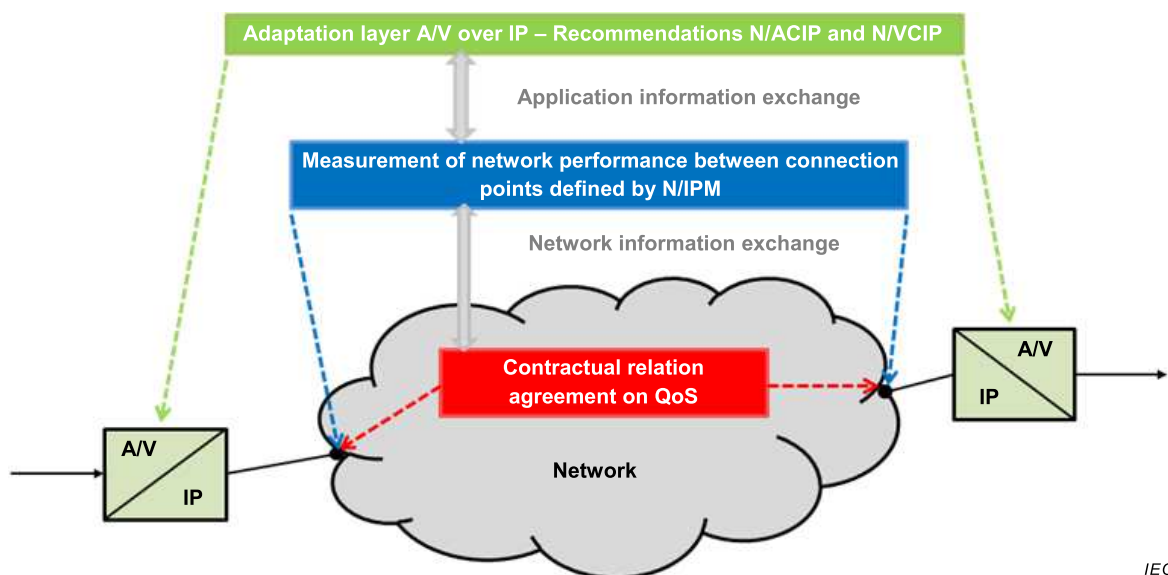 Adaptation layer A/V over IP – Recommendations N/ACIP and N/VCIP
Application information exchange
Measurement of network performance between connection
points defined by N/IPM
Network information exchange
A/V
IP
Contractual relation
agreement on QoS
A/V
IP
Network
IEC